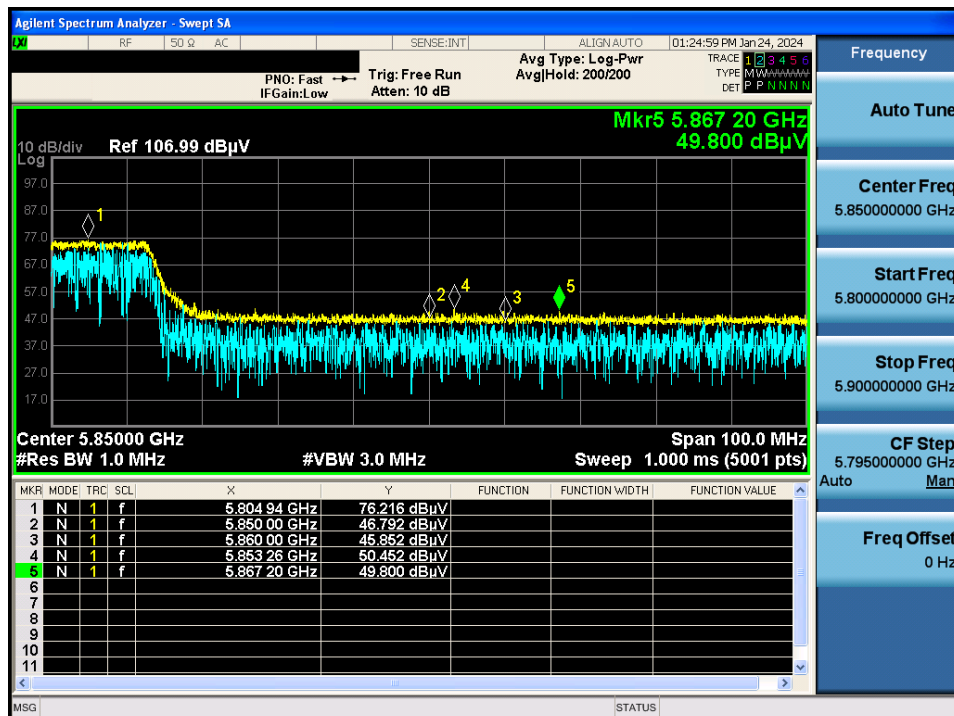 Agilent Spectrum Analyzer - Swept SA
LXI RF 50 Ω AC SENSE:INT ALIGN AUTO 01:24:59 PM Jan 24, 2024
Frequency
PNO: Fast Trig: Free Run Avg Type: Log-Pwr TRACE 1 2 3 4 5 6
IFGain:Low Atten: 10 dB Avg|Hold: 200/200 TYPE M W W W W W
DET P P N N N N
Auto Tune
Mkr5 5.867 20 GHz
49.800 dBµV
10 dB/div Ref 106.99 dBµV
Log
97.0
87.0
77.0
67.0
57.0
47.0
37.0
27.0
17.0
1
2
4
3
5
Center 5.85000 GHz Span 100.0 MHz
#Res BW 1.0 MHz #VBW 3.0 MHz Sweep 1.000 ms (5001 pts)
Center Freq
5.850000000 GHz
Start Freq
5.800000000 GHz
Stop Freq
5.900000000 GHz
CF Step
5.795000000 GHz
Auto Man
Freq Offset
0 Hz
MKR MODE TRC SCL X Y FUNCTION FUNCTION WIDTH FUNCTION VALUE
1 N 1 f 5.804 94 GHz 76.216 dBµV
2 N 1 f 5.850 00 GHz 46.792 dBµV
3 N 1 f 5.860 00 GHz 45.852 dBµV
4 N 1 f 5.853 26 GHz 50.452 dBµV
5 N 1 f 5.867 20 GHz 49.800 dBµV
6
7
8
9
10
11
MSG STATUS